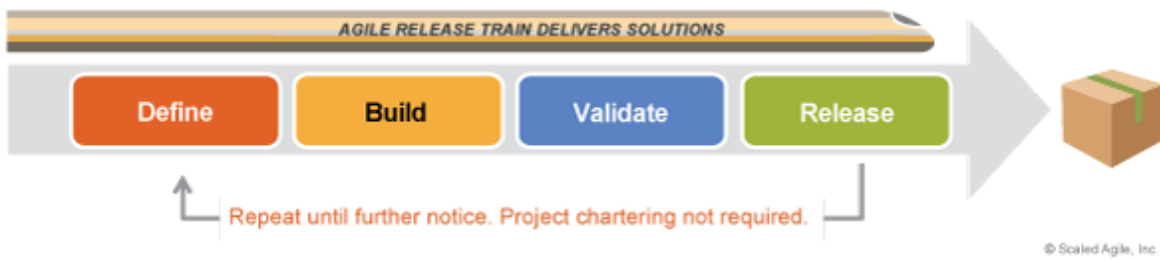 AGILE RELEASE TRAIN DELIVERS SOLUTIONS
Define
Build
Validate
Release
Repeat until further notice. Project chartering not required.
© Scaled Agile, Inc.